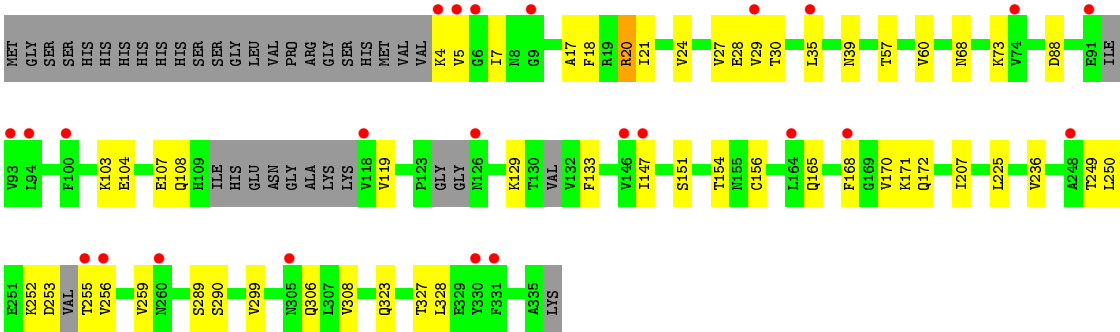 MET GLY SER SER HIS HIS HIS HIS HIS HIS SER SER GLY LEU VAL PRO ARG GLY SER HIS MET VAL VAL K4 V5 G6 I7 N8 G9 A17 F18 R19 R20 I21 V24 V27 E28 V29 T30 L35 N39 T57 V60 N68 K73 V74 D88 E91 ILE
V93 L94 F100 K103 E104 E107 Q108 H109 ILE HIS GLU ASN GLY ALA LYS LYS V118 V119 P123 GLY GLY N126 K129 T130 VAL V132 F133 V146 I147 S151 T154 N155 C156 L164 Q165 F168 G169 V170 K171 Q172 I207 L225 V236 A248 T249 L250
E251 K252 D253 VAL T255 V256 V259 N260 S289 S290 V299 N305 Q306 L307 V308 Q323 T327 L328 E329 Y330 F331 A335 LYS